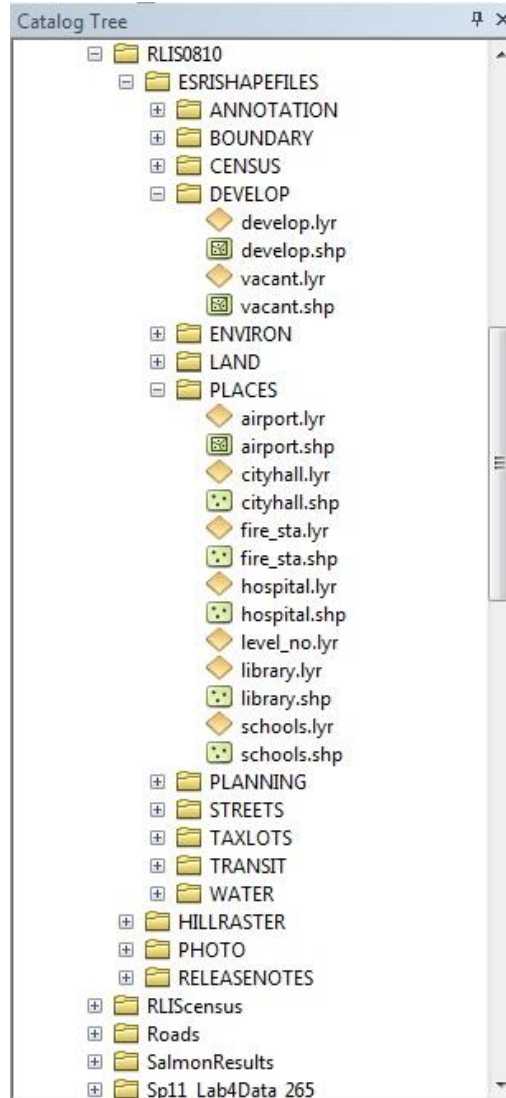 Catalog Tree
RLIS0810
ESRISHAPEFILES
ANNOTATION
BOUNDARY
CENSUS
DEVELOP
develop.lyr
develop.shp
vacant.lyr
vacant.shp
ENVIRON
LAND
PLACES
airport.lyr
airport.shp
cityhall.lyr
cityhall.shp
fire_sta.lyr
fire_sta.shp
hospital.lyr
hospital.shp
level_no.lyr
library.lyr
library.shp
schools.lyr
schools.shp
PLANNING
STREETS
TAXLOTS
TRANSIT
WATER
HILLRASTER
PHOTO
RELEASENOTES
RLIScensus
Roads
SalmonResults
Sp11_Lab4Data_265